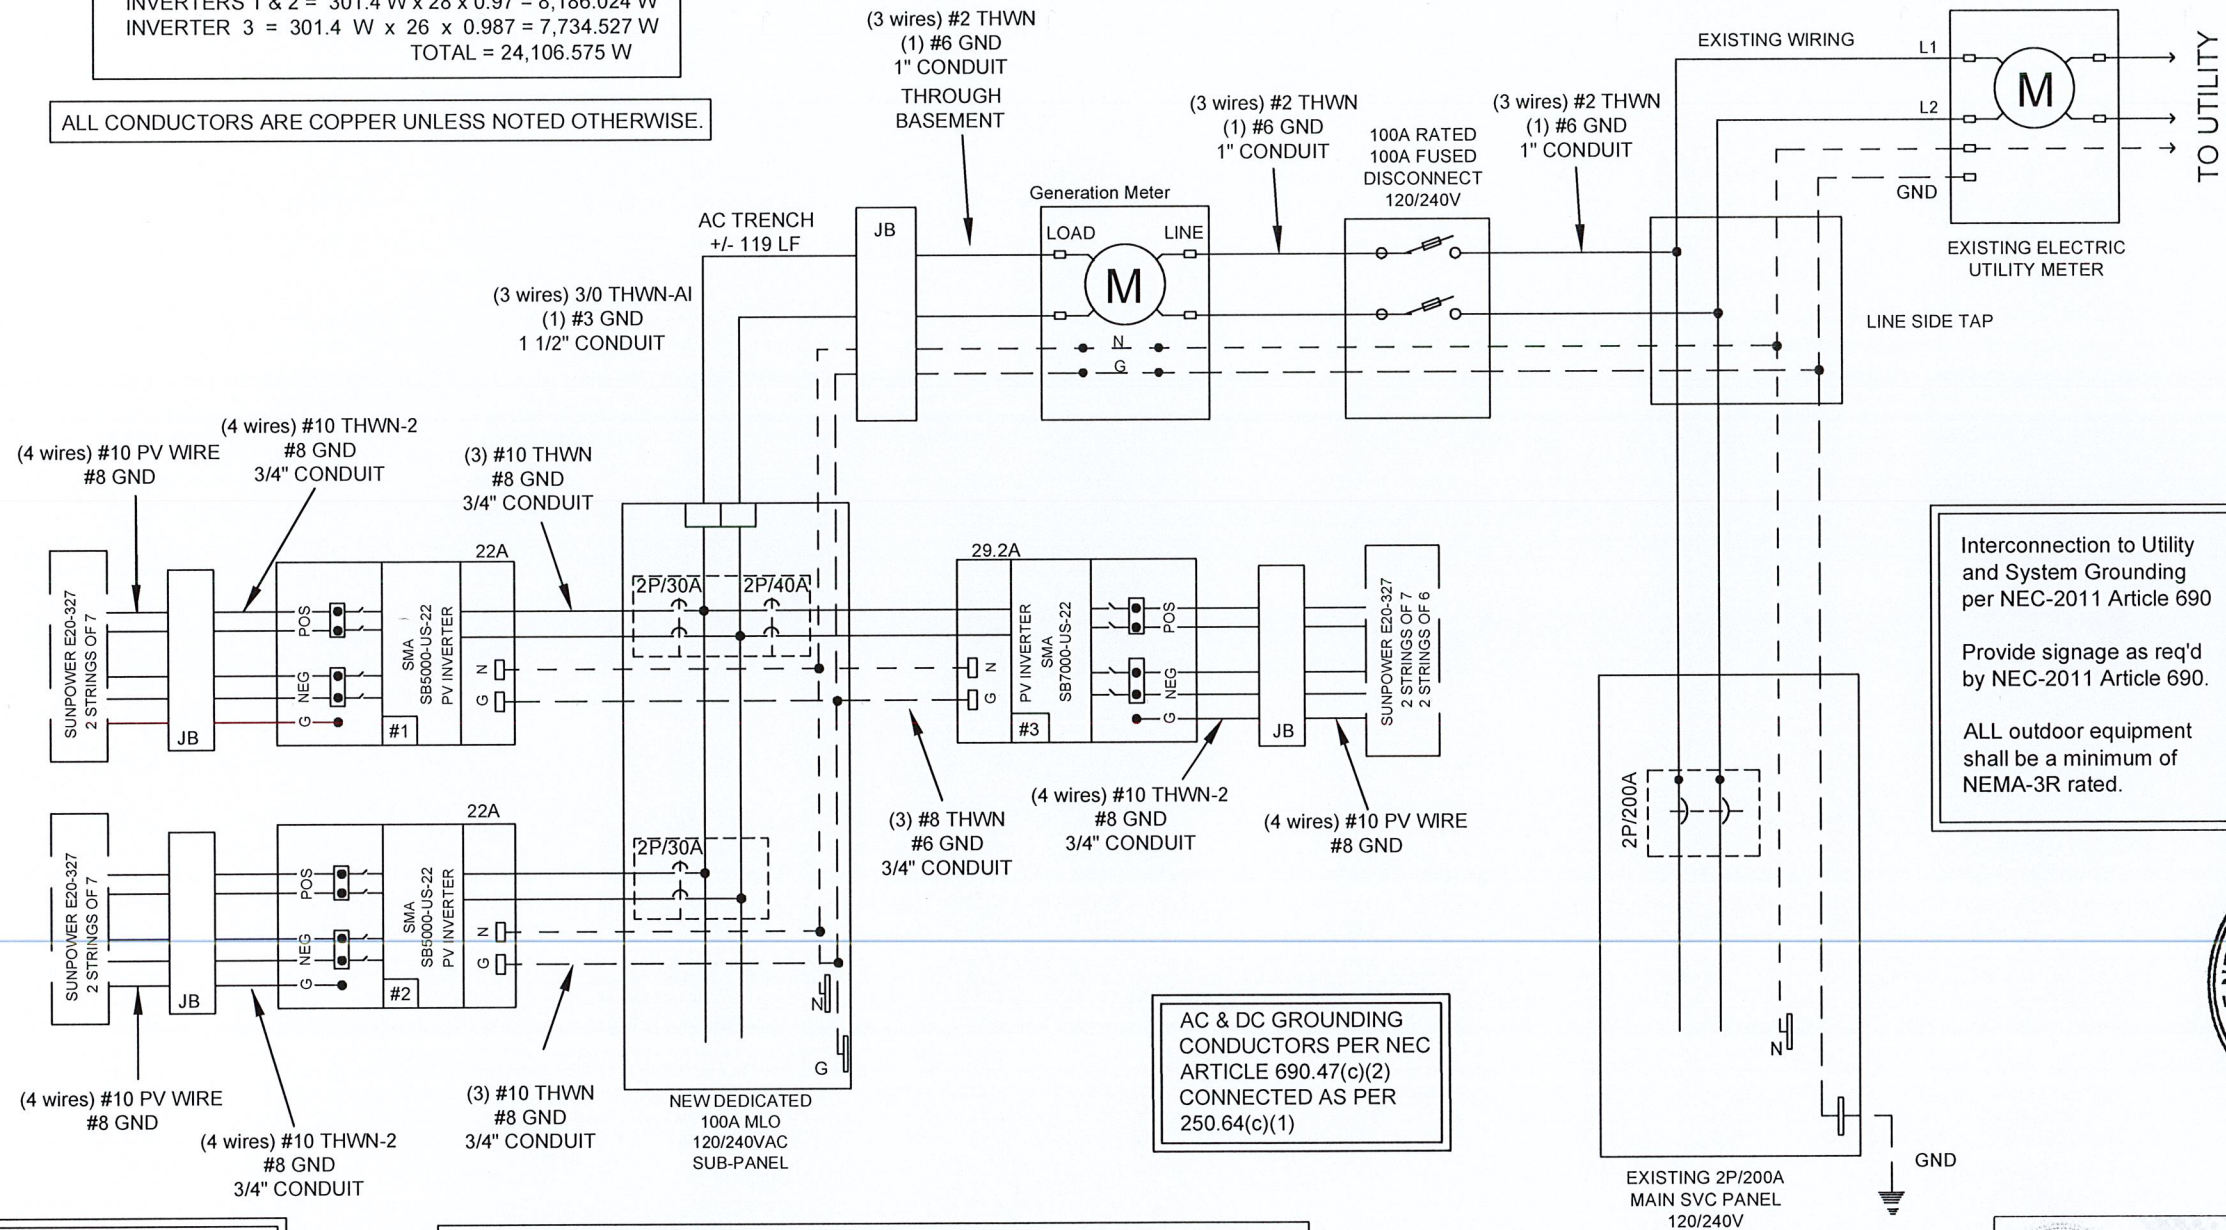 INVERTERS 1 & 2 = 301.4 W x 28 x 0.97 = 8,186.024 W
INVERTER 3 = 301.4 W x 26 x 0.987 = 7,734.527 W
TOTAL = 24,106.575 W
ALL CONDUCTORS ARE COPPER UNLESS NOTED OTHERWISE.
(3 wires) #2 THWN
(1) #6 GND
1" CONDUIT
THROUGH
BASEMENT
(3 wires) #2 THWN
(1) #6 GND
1" CONDUIT
100A RATED
100A FUSED
DISCONNECT
120/240V
(3 wires) #2 THWN
(1) #6 GND
1" CONDUIT
EXISTING WIRING
L1
L2
GND
M
TO UTILITY
EXISTING ELECTRIC
UTILITY METER
LINE SIDE TAP
AC TRENCH
+/- 119 LF
JB
Generation Meter
LOAD
LINE
M
N
G
(3 wires) 3/0 THWN-Al
(1) #3 GND
1 1/2" CONDUIT
(4 wires) #10 PV WIRE
#8 GND
(4 wires) #10 THWN-2
#8 GND
3/4" CONDUIT
(3) #10 THWN
#8 GND
3/4" CONDUIT
SUNPOWER E20-327
2 STRINGS OF 7
JB
POS
NEG
G
SMA
SB5000-US-22
PV INVERTER
#1
22A
N
G
2P/30A
2P/40A
29.2A
N
G
PV INVERTER
SMA
SB7000-US-22
#3
POS
NEG
G
JB
SUNPOWER E20-327
2 STRINGS OF 7
2 STRINGS OF 6
(3) #8 THWN
#6 GND
3/4" CONDUIT
(4 wires) #10 THWN-2
#8 GND
3/4" CONDUIT
(4 wires) #10 PV WIRE
#8 GND
SUNPOWER E20-327
2 STRINGS OF 7
JB
POS
NEG
G
SMA
SB5000-US-22
PV INVERTER
#2
22A
N
G
2P/30A
N
G
(4 wires) #10 PV WIRE
#8 GND
(4 wires) #10 THWN-2
#8 GND
3/4" CONDUIT
(3) #10 THWN
#8 GND
3/4" CONDUIT
NEW DEDICATED
100A MLO
120/240VAC
SUB-PANEL
AC & DC GROUNDING
CONDUCTORS PER NEC
ARTICLE 690.47(c)(2)
CONNECTED AS PER
250.64(c)(1)
2P/200A
N
GND
EXISTING 2P/200A
MAIN SVC PANEL
120/240V
Interconnection to Utility
and System Grounding
per NEC-2011 Article 690
Provide signage as req'd
by NEC-2011 Article 690.
ALL outdoor equipment
shall be a minimum of
NEMA-3R rated.